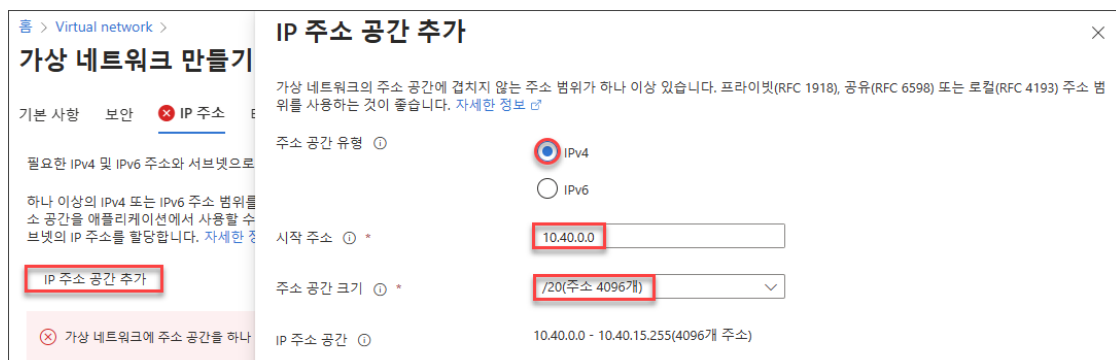 홈 > Virtual network >
가상 네트워크 만들기
기본 사항 보안 IP 주소
필요한 IPv4 및 IPv6 주소와 서브넷으로
하나 이상의 IPv4 또는 IPv6 주소 범위를
소 공간을 애플리케이션에서 사용할 수
브넷의 IP 주소를 할당합니다. 자세한 정
IP 주소 공간 추가
가상 네트워크에 주소 공간을 하나
IP 주소 공간 추가
가상 네트워크의 주소 공간에 겹치지 않는 주소 범위가 하나 이상 있습니다. 프라이빗(RFC 1918), 공유(RFC 6598) 또는 로컬(RFC 4193) 주소 범
위를 사용하는 것이 좋습니다. 자세한 정보
주소 공간 유형
IPv4
IPv6
시작 주소 * 10.40.0.0
주소 공간 크기 * /20(주소 4096개)
IP 주소 공간 10.40.0.0 - 10.40.15.255(4096개 주소)